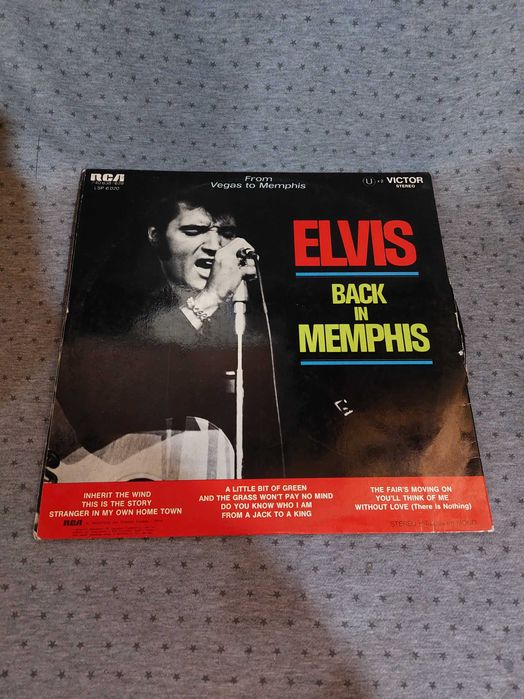 RCA
LSP 6020
From
Vegas to Memphis
U
VICTOR
STEREO
ELVIS
BACK
IN
MEMPHIS
INHERIT THE WIND
THIS IS THE STORY
STRANGER IN MY OWN HOME TOWN
A LITTLE BIT OF GREEN
AND THE GRASS WON'T PAY NO MIND
DO YOU KNOW WHO I AM
FROM A JACK TO A KING
THE FAIR'S MOVING ON
YOU'LL THINK OF ME
WITHOUT LOVE (There Is Nothing)
RCA